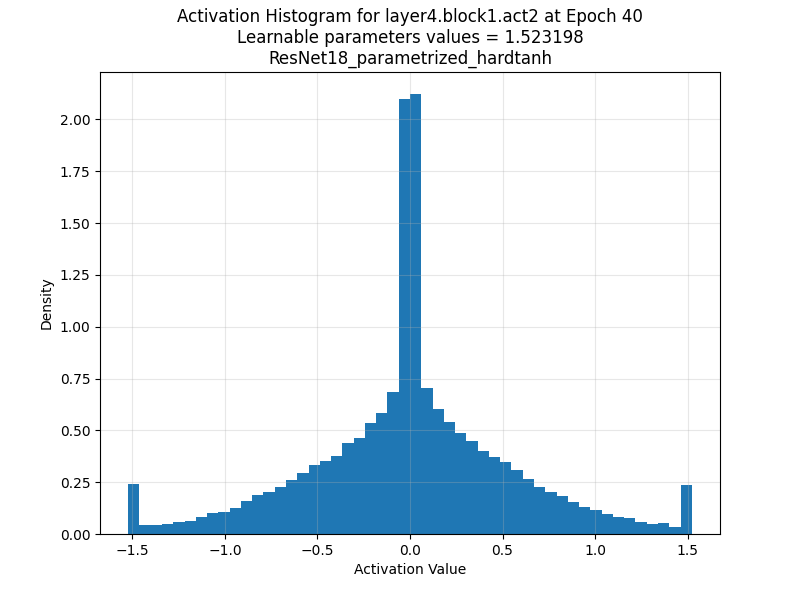 Activation Histogram for layer4.block1.act2 at Epoch 40
Learnable parameters values = 1.523198
ResNet18_parametrized_hardtanh
2.00
1.75
1.50
1.25
1.00
0.75
0.50
0.25
0.00
Density
−1.5 −1.0 −0.5 0.0 0.5 1.0 1.5
Activation Value